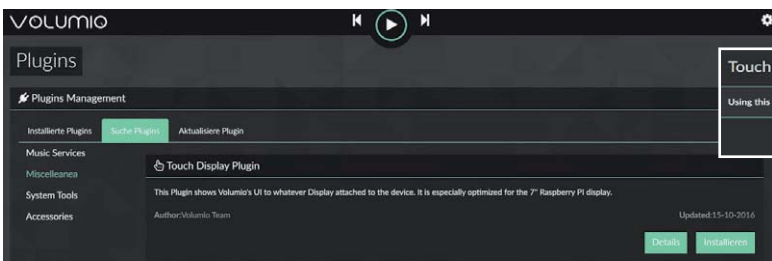 VOLUMIO
Plugins
Touch
Plugins Management
Using this
Installierte Plugins Suche Plugins Aktualisiere Plugin
Music Services
Miscelleanea
Touch Display Plugin
System Tools
This Plugin shows Volumio's UI to whatever Display attached to the device. It is especially optimized for the 7" Raspberry PI display.
Accessories
Author:Volumio Team Updated:15-10-2016
Details Installieren